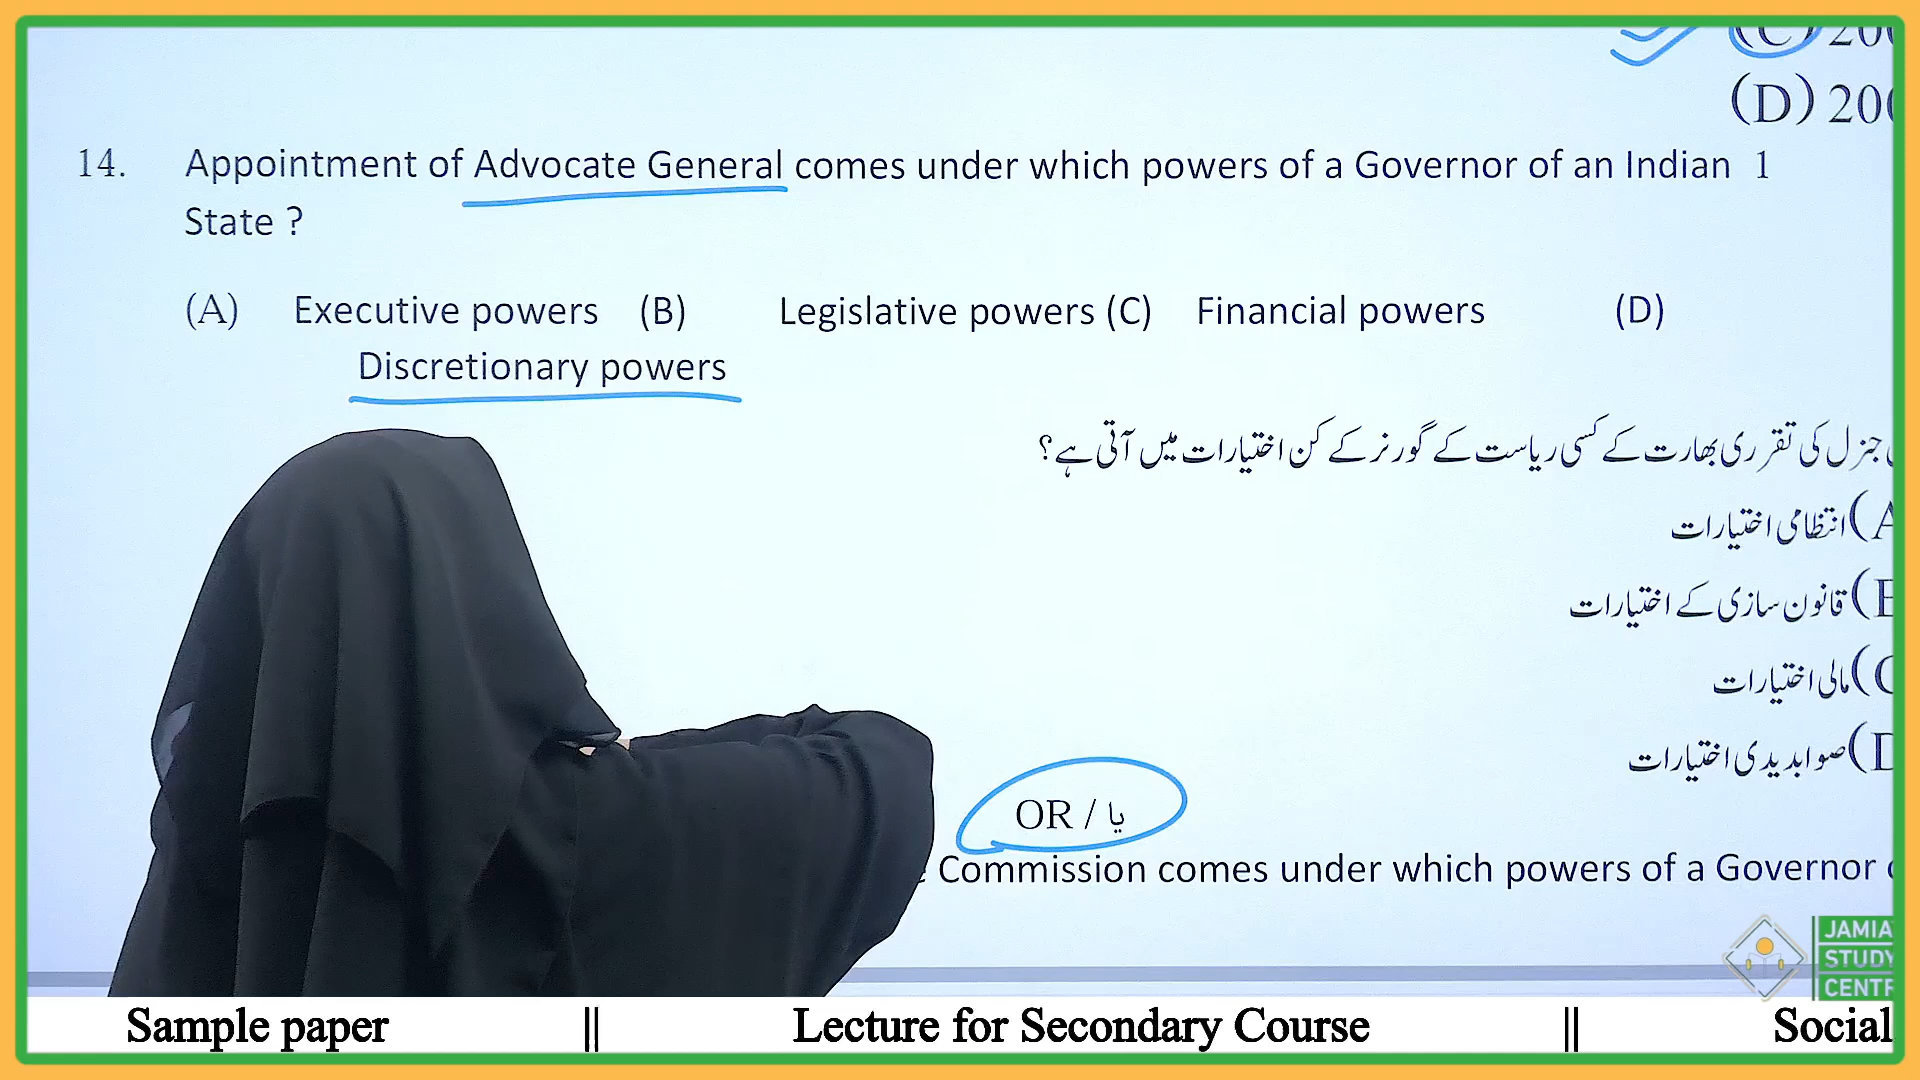 (C) 200
(D) 200
14. Appointment of Advocate General comes under which powers of a Governor of an Indian 1
State ?
(A) Executive powers (B) Legislative powers (C) Financial powers (D)
Discretionary powers
جنرل کی تقرری بھارت کے کسی ریاست کے گورنر کے کن اختیارات میں آتی ہے؟
(A انتظامی اختیارات
(B قانون سازی کے اختیارات
(C مالی اختیارات
(D صوابدیدی اختیارات
OR / یا
Commission comes under which powers of a Governor
JAMIA
STUDY
CENTR
Sample paper || Lecture for Secondary Course || Social